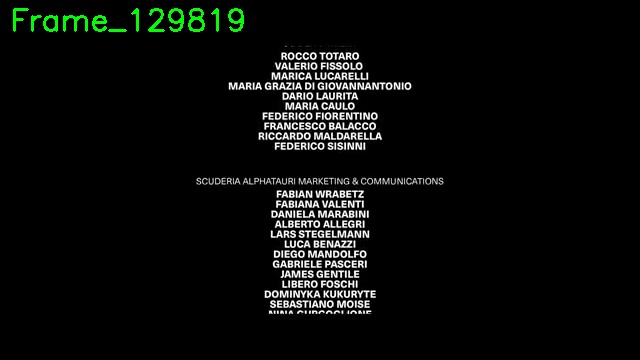 Frame_129819
ROCCO TOTARO
VALERIO FISSOLO
MARICA LUCARELLI
MARIA GRAZIA DI GIOVANNANTONIO
DARIO LAURITA
MARIA CAULO
FEDERICO FIORENTINO
FRANCESCO BALACCO
RICCARDO MALDARELLA
FEDERICO SISINNI
SCUDERIA ALPHATAURI MARKETING & COMMUNICATIONS
FABIAN WRABETZ
FABIANA VALENTI
DANIELA MARABINI
ALBERTO ALLEGRI
LARS STEGELMANN
LUCA BENAZZI
DIEGO MANDOLFO
GABRIELE PASCERI
JAMES GENTILE
LIBERO FOSCHI
DOMINYKA KUKURYTE
SEBASTIANO MOISE